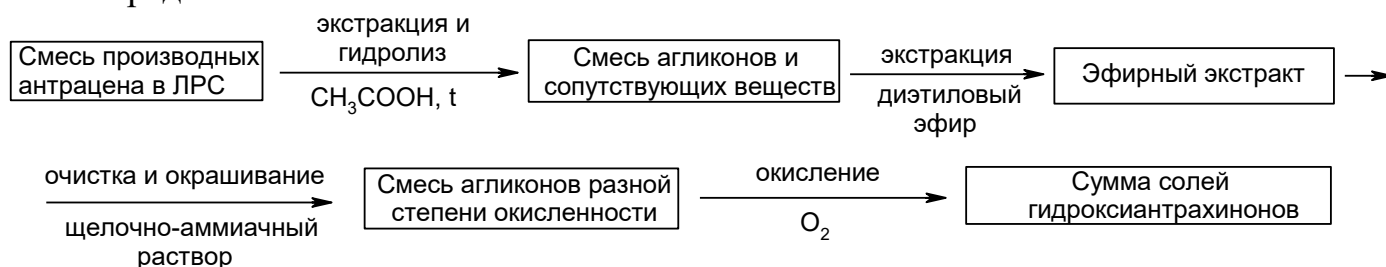 экстракция и
гидролиз
Смесь производных
антрацена в ЛРС
CH3COOH, t
Смесь агликонов и
сопутствующих веществ
экстракция
диэтиловый
эфир
Эфирный экстракт
очистка и окрашивание
щелочно-аммиачный
раствор
Смесь агликонов разной
степени окисленности
окисление
O2
Сумма солей
гидроксиантрахинонов